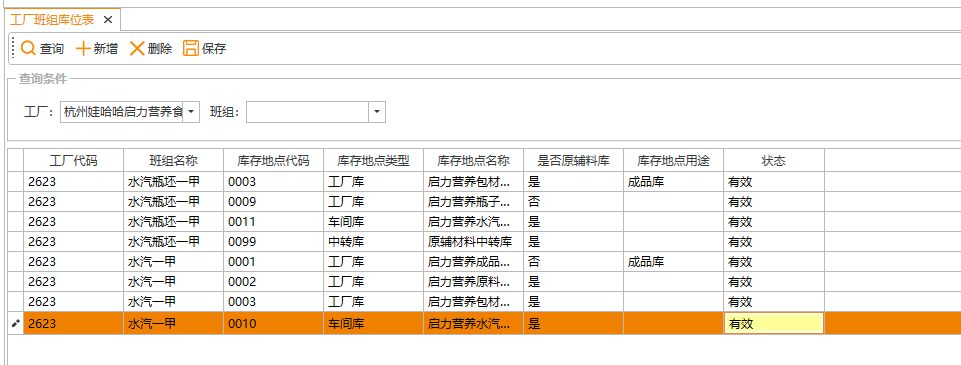 工厂班组库位表
查询 新增 删除 保存
查询条件
工厂： 杭州娃哈哈启力营养食 班组：
工厂代码 班组名称 库存地点代码 库存地点类型 库存地点名称 是否原辅料库 库存地点用途 状态
2623 水汽瓶坯一甲 0003 工厂库 启力营养包材... 是 成品库 有效
2623 水汽瓶坯一甲 0009 工厂库 启力营养瓶子... 否 有效
2623 水汽瓶坯一甲 0011 车间库 启力营养水汽... 是 有效
2623 水汽瓶坯一甲 0099 中转库 原辅材料中转库 是 有效
2623 水汽一甲 0001 工厂库 启力营养成品... 否 成品库 有效
2623 水汽一甲 0002 工厂库 启力营养原料... 是 有效
2623 水汽一甲 0003 工厂库 启力营养包材... 是 有效
2623 水汽一甲 0010 车间库 启力营养水汽... 是 有效